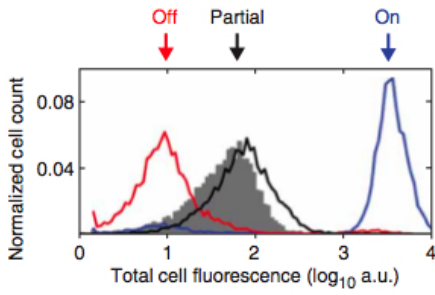 Off Partial On
Normalized cell count
0.08
0.04
0 1 2 3 4
Total cell fluorescence (log10 a.u.)